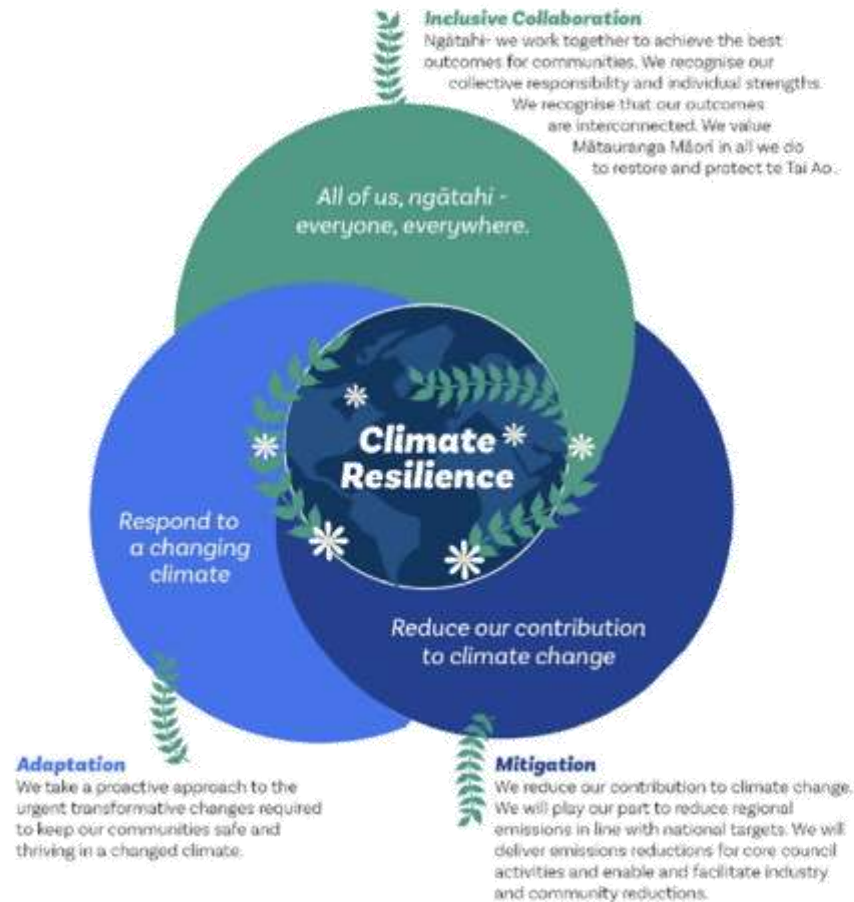 Inclusive Collaboration
Ngātahi- we work together to achieve the best
outcomes for communities. We recognise our
collective responsibility and individual strengths.
We recognise that our outcomes
are interconnected. We value
Mātauranga Māori in all we do
to restore and protect te Tai Ao.
All of us, ngātahi -
everyone, everywhere.
Climate
Resilience
Respond to
a changing
climate
Reduce our contribution
to climate change
Adaptation
We take a proactive approach to the
urgent transformative changes required
to keep our communities safe and
thriving in a changed climate.
Mitigation
We reduce our contribution to climate change.
We will play our part to reduce regional
emissions in line with national targets. We will
deliver emissions reductions for core council
activities and enable and facilitate industry
and community reductions.